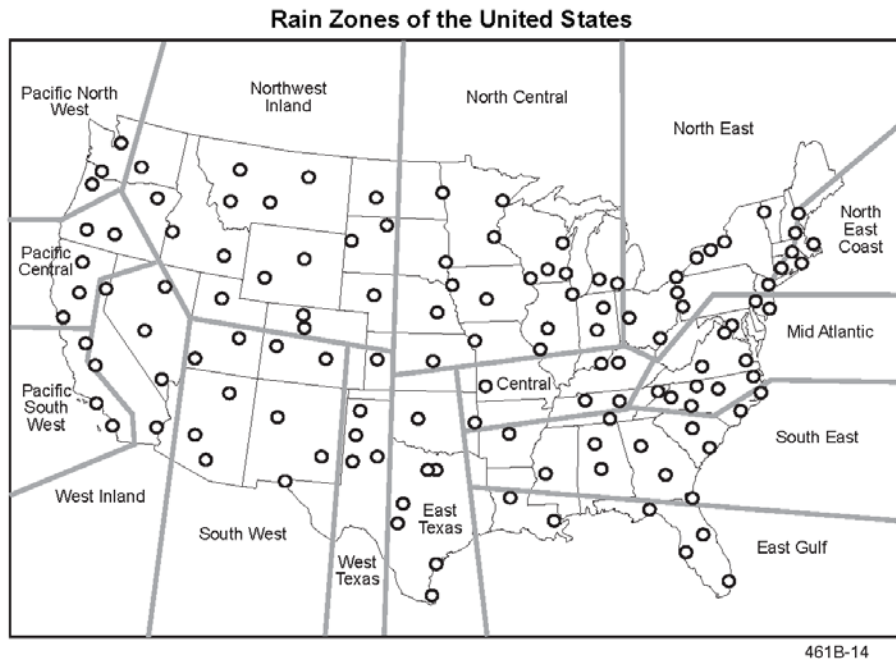 Rain Zones of the United States
Pacific North
West
Northwest
Inland
North Central
North East
North
East
Coast
Pacific
Central
Mid Atlantic
Pacific
South
West
Central
South East
West Inland
South West
East
Texas
West
Texas
East Gulf
461B-14